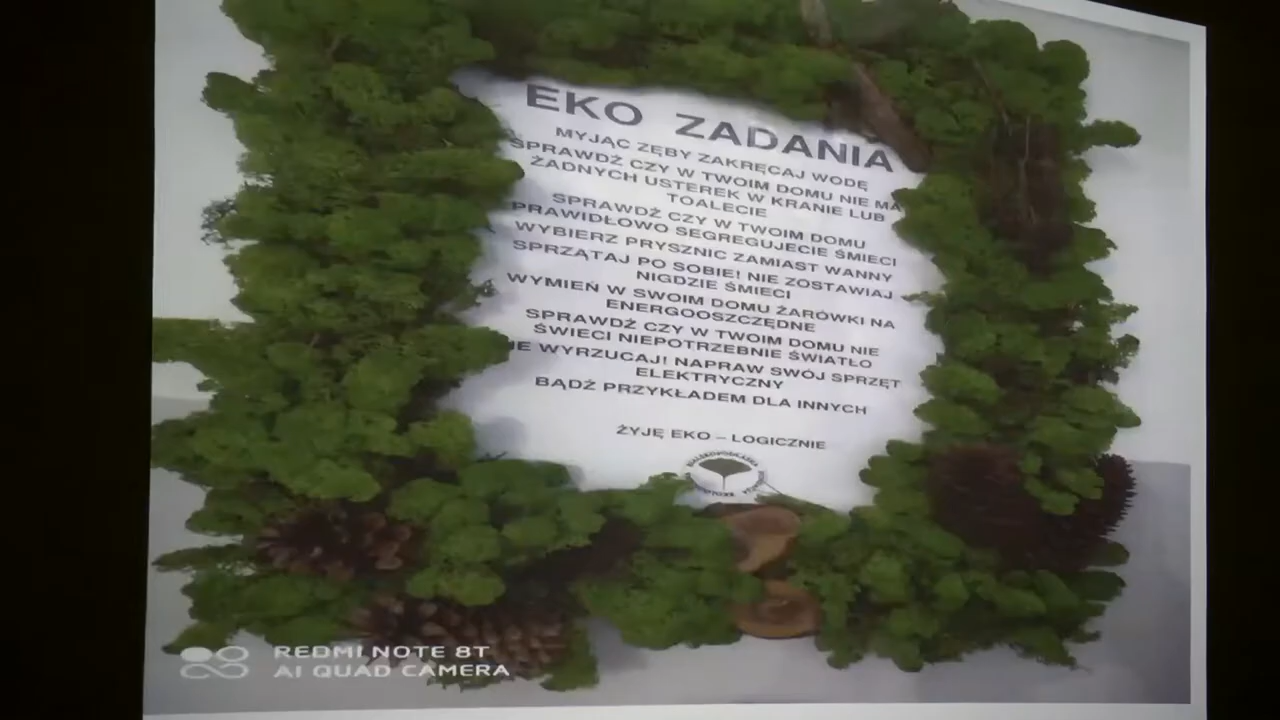 EKO ZADANIA
MYJĄC ZĘBY ZAKRĘCAJ WODĘ
SPRAWDŹ CZY W TWOIM DOMU NIE MA
ŻADNYCH USTEREK W KRANIE LUB
TOALECIE
SPRAWDŹ CZY W TWOIM DOMU
PRAWIDŁOWO SEGREGUJECIE ŚMIECI
WYBIERZ PRYSZNIC ZAMIAST WANNY
SPRZĄTAJ PO SOBIE! NIE ZOSTAWIAJ
NIGDZIE ŚMIECI
WYMIEŃ W SWOIM DOMU ŻARÓWKI NA
ENERGOOSZCZĘDNE
SPRAWDŹ CZY W TWOIM DOMU NIE
ŚWIECI NIEPOTRZEBNIE ŚWIATŁO
IE WYRZUCAJ! NAPRAW SWÓJ SPRZĘT
ELEKTRYCZNY
BĄDŹ PRZYKŁADEM DLA INNYCH
ŻYJĘ EKO – LOGICZNIE
REDMI NOTE 8T
AI QUAD CAMERA